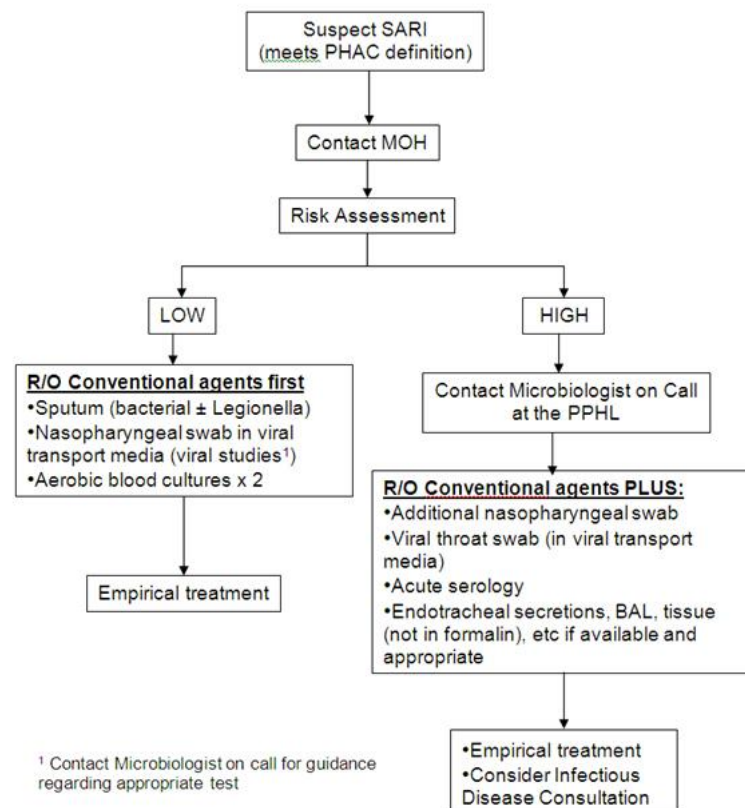 Suspect SARI
(meets PHAC definition)
Contact MOH
Risk Assessment
LOW
HIGH
R/O Conventional agents first
•Sputum (bacterial ± Legionella)
•Nasopharyngeal swab in viral
transport media (viral studies¹)
•Aerobic blood cultures x 2
Empirical treatment
Contact Microbiologist on Call
at the PPHL
R/O Conventional agents PLUS:
•Additional nasopharyngeal swab
•Viral throat swab (in viral transport
media)
•Acute serology
•Endotracheal secretions, BAL, tissue
(not in formalin), etc if available and
appropriate
•Empirical treatment
•Consider Infectious
Disease Consultation
¹ Contact Microbiologist on call for guidance
regarding appropriate test